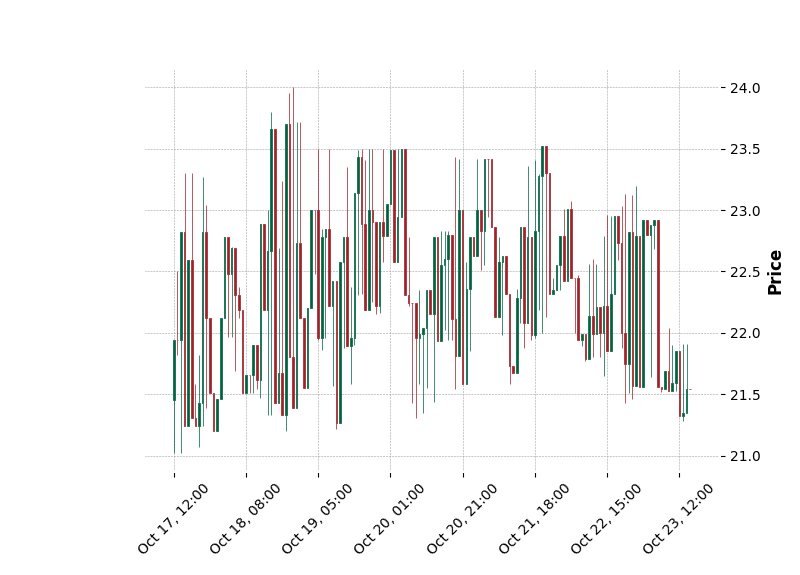 24.0
23.5
23.0
22.5
22.0
21.5
21.0
Price
Oct 17, 12:00
Oct 18, 08:00
Oct 19, 05:00
Oct 20, 01:00
Oct 20, 21:00
Oct 21, 18:00
Oct 22, 15:00
Oct 23, 12:00